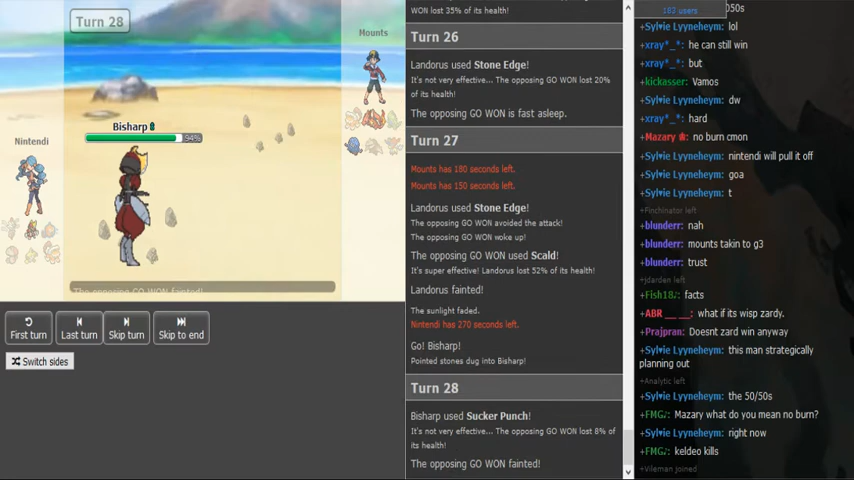 Turn 28
Mounts
Bisharp
94%
Nintendi
The opposing GO WON fainted!
First turn
Last turn
Skip turn
Skip to end
Switch sides
WON lost 35% of its health!
Turn 26
Landorus used Stone Edge!
It's not very effective... The opposing GO WON lost 20%
of its health!
The opposing GO WON is fast asleep.
Turn 27
Mounts has 180 seconds left.
Mounts has 150 seconds left.
Landorus used Stone Edge!
The opposing GO WON avoided the attack!
The opposing GO WON woke up!
The opposing GO WON used Scald!
It's super effective! Landorus lost 52% of its health!
Landorus fainted!
The sunlight faded.
Nintendi has 270 seconds left.
Go! Bisharp!
Pointed stones dug into Bisharp!
Turn 28
Bisharp used Sucker Punch!
It's not very effective... The opposing GO WON lost 8% of
its health!
The opposing GO WON fainted!
183 users
50s
+Sylvie Lyyneheym: lol
+xray*_*: he can still win
+xray*_*: but
+kickasser: Vamos
+Sylvie Lyyneheym: dw
+xray*_*: hard
+Mazary: no burn cmon
+Sylvie Lyyneheym: nintendi will pull it off
+Sylvie Lyyneheym: goa
+Sylvie Lyyneheym: t
+Finchinator left
+blunderr: nah
+blunderr: mounts takin to g3
+blunderr: trust
+jdarden left
+Fish18♪: facts
+ABR __ __: what if its wisp zardy.
+Prajpran: Doesnt zard win anyway
+Sylvie Lyyneheym: this man strategically
planning out
+Analytic left
+Sylvie Lyyneheym: the 50/50s
+FMG♪: Mazary what do you mean no burn?
+Sylvie Lyyneheym: right now
+FMG♪: keldeo kills
+Vileman joined